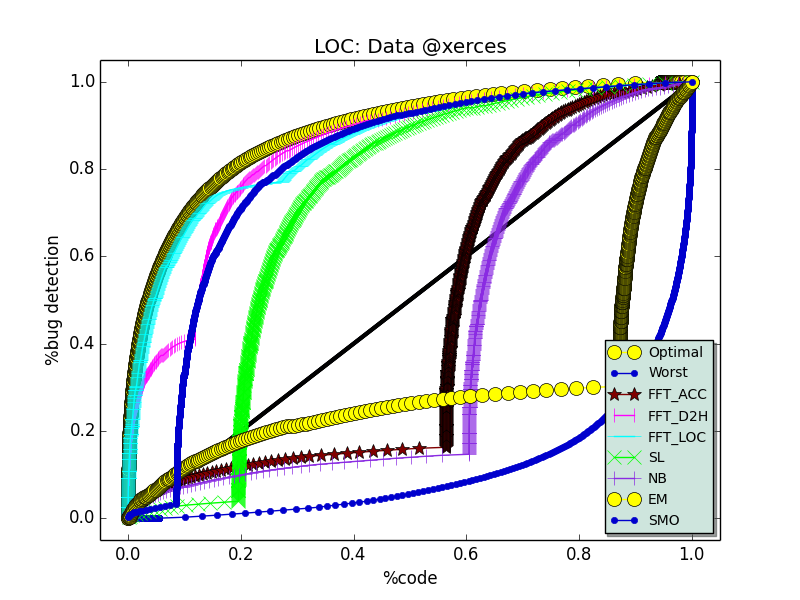 LOC: Data @xerces
1.0
0.8
0.6
0.4
0.2
0.0
%bug detection
Optimal
Worst
FFT_ACC
FFT_D2H
FFT_LOC
SL
NB
EM
SMO
0.0 0.2 0.4 0.6 0.8 1.0
%code